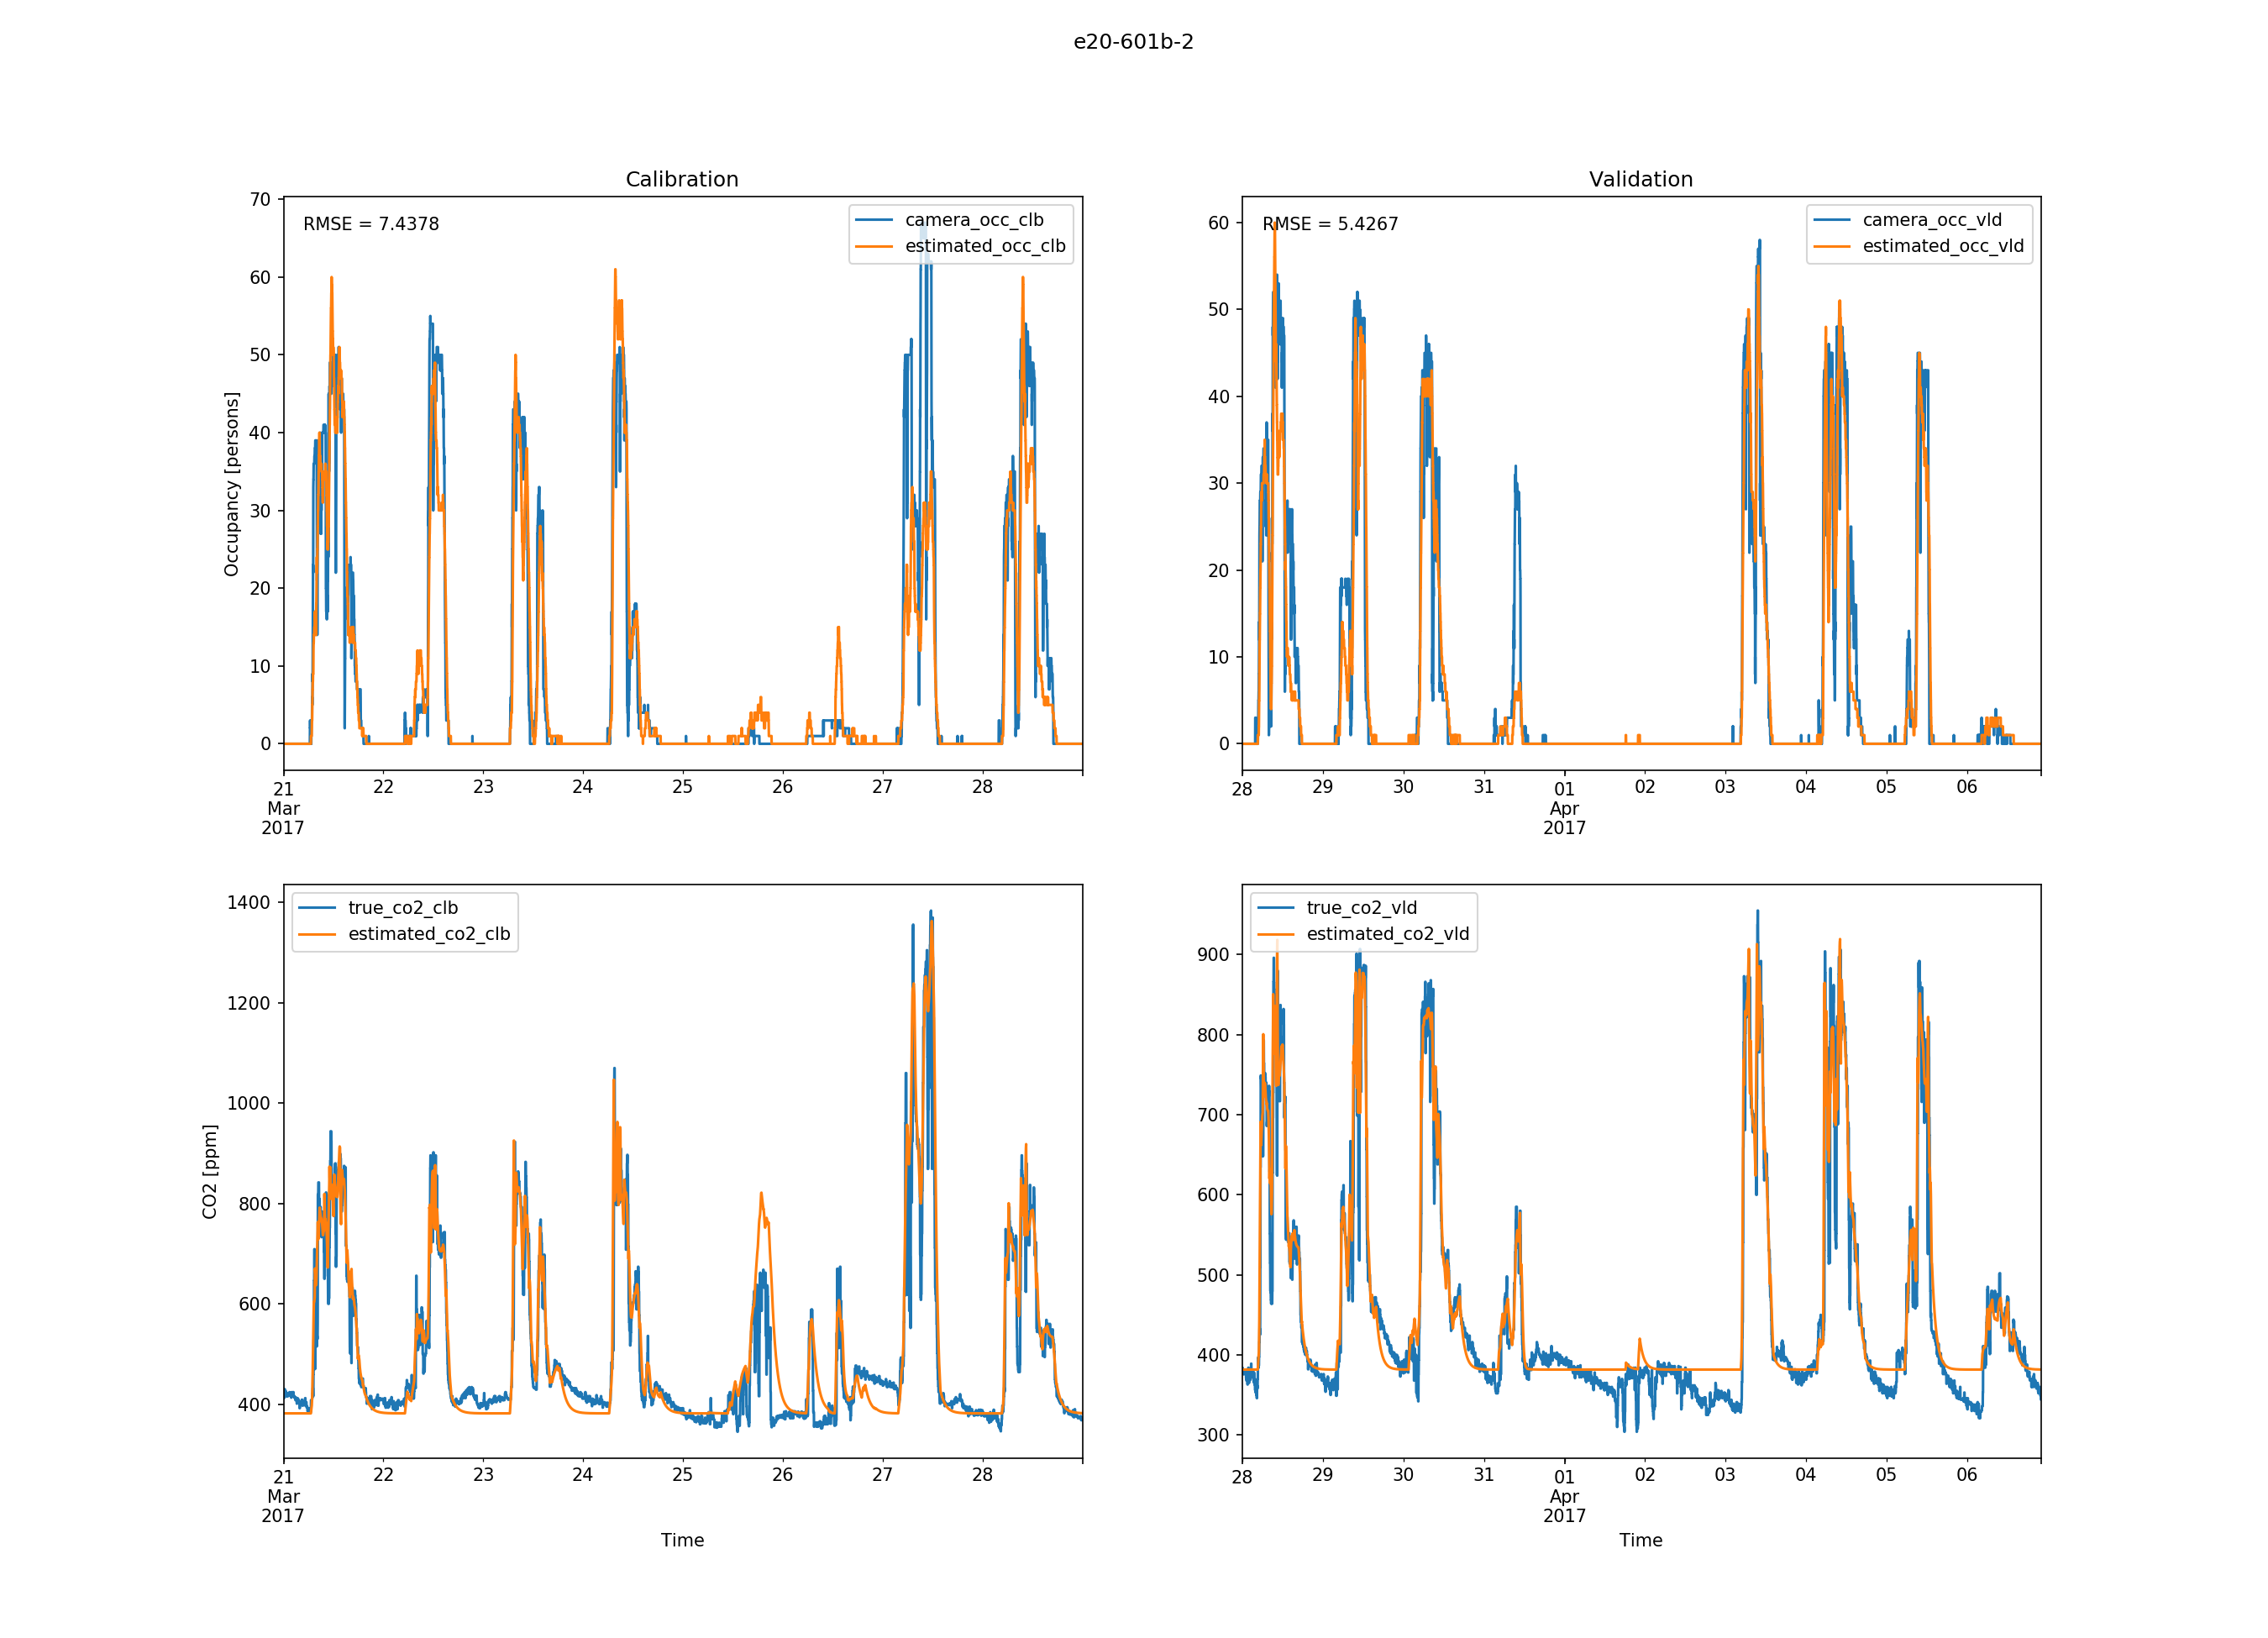 e20-601b-2
Calibration
RMSE = 7.4378
camera_occ_clb
estimated_occ_clb
Occupancy [persons]
70
60
50
40
30
20
10
0
21 22 23 24 25 26 27 28
Mar
2017
Validation
RMSE = 5.4267
camera_occ_vld
estimated_occ_vld
60
50
40
30
20
10
0
28 29 30 31 01 02 03 04 05 06
Apr
2017
true_co2_clb
estimated_co2_clb
CO2 [ppm]
1400
1200
1000
800
600
400
21 22 23 24 25 26 27 28
Mar
2017
Time
true_co2_vld
estimated_co2_vld
900
800
700
600
500
400
300
28 29 30 31 01 02 03 04 05 06
Apr
2017
Time